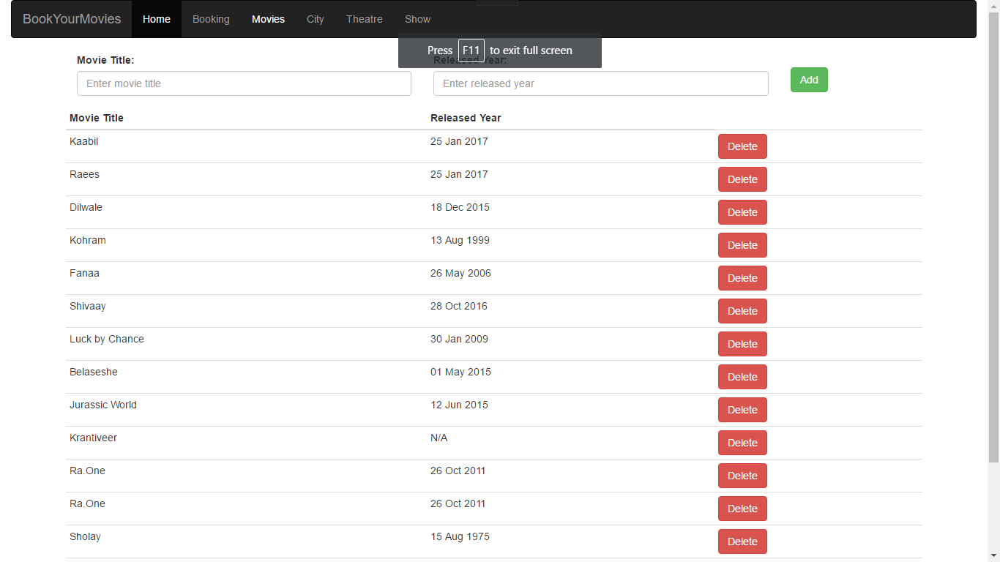 BookYourMovies Home Booking Movies City Theatre Show
Press F11 to exit full screen
Movie Title: Released Year:
Enter movie title Enter released year Add
Movie Title Released Year
Kaabil 25 Jan 2017 Delete
Raees 25 Jan 2017 Delete
Dilwale 18 Dec 2015 Delete
Kohram 13 Aug 1999 Delete
Fanaa 26 May 2006 Delete
Shivaay 28 Oct 2016 Delete
Luck by Chance 30 Jan 2009 Delete
Belaseshe 01 May 2015 Delete
Jurassic World 12 Jun 2015 Delete
Krantiveer N/A Delete
Ra.One 26 Oct 2011 Delete
Ra.One 26 Oct 2011 Delete
Sholay 15 Aug 1975 Delete